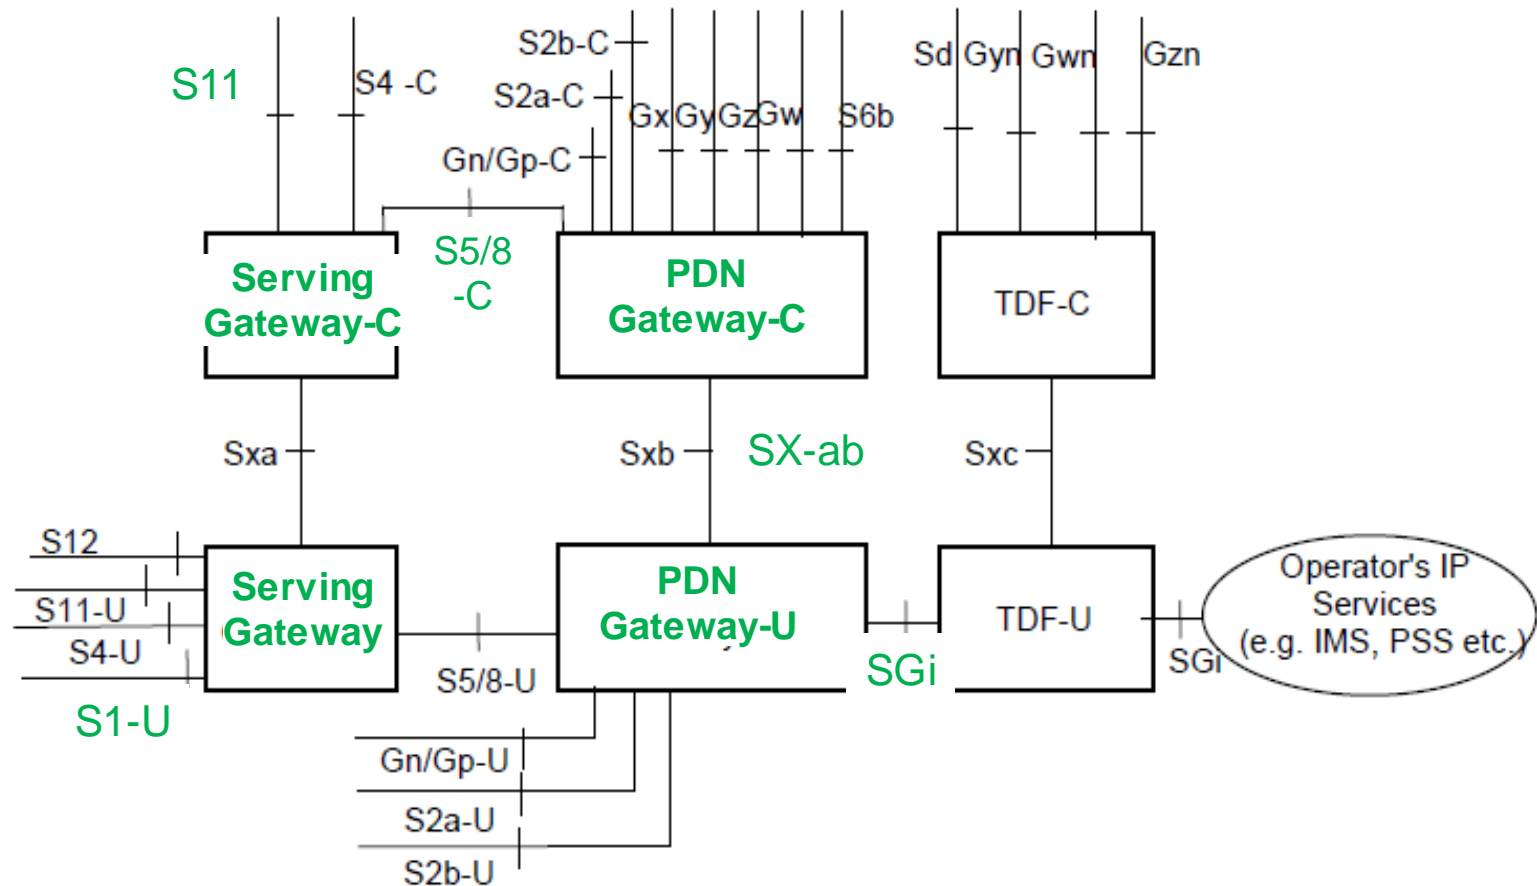 S11
S4 -C
S2b-C
S2a-C
Gn/Gp-C
Gx
Gy
Gz
Gw
S6b
Sd
Gyn
Gwn
Gzn
S5/8
-C
Serving
Gateway-C
PDN
Gateway-C
TDF-C
Sxa
Sxb
SX-ab
Sxc
S12
S11-U
S4-U
S1-U
Serving
Gateway
S5/8-U
PDN
Gateway-U
SGi
TDF-U
SGi
Operator's IP
Services
(e.g. IMS, PSS etc.)
Gn/Gp-U
S2a-U
S2b-U